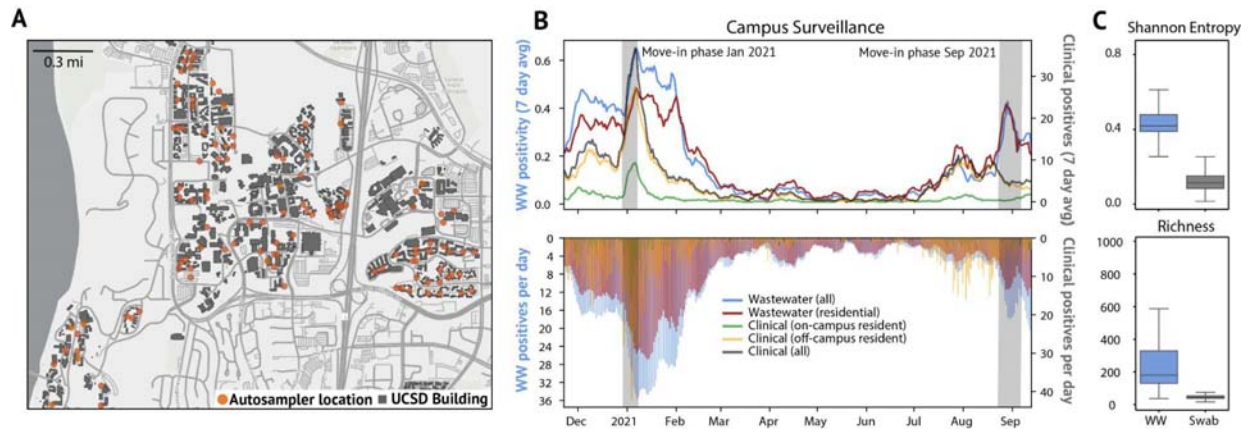 A
0.3 mi
Autosampler location
UCSD Building
B
Campus Surveillance
WW positivity (7 day avg)
0.6
0.4
0.2
0.0
Move-in phase Jan 2021
Move-in phase Sep 2021
30
20
10
0
Clinical positives (7 day avg)
WW positives per day
0
4
8
12
16
20
24
28
32
36
Wastewater (all)
Wastewater (residential)
Clinical (on-campus resident)
Clinical (off-campus resident)
Clinical (all)
0
10
20
30
40
Clinical positives per day
Dec 2021 Feb Mar Apr May Jun Jul Aug Sep
C
Shannon Entropy
0.8
0.4
0.0
Richness
1000
800
600
400
200
0
WW Swab